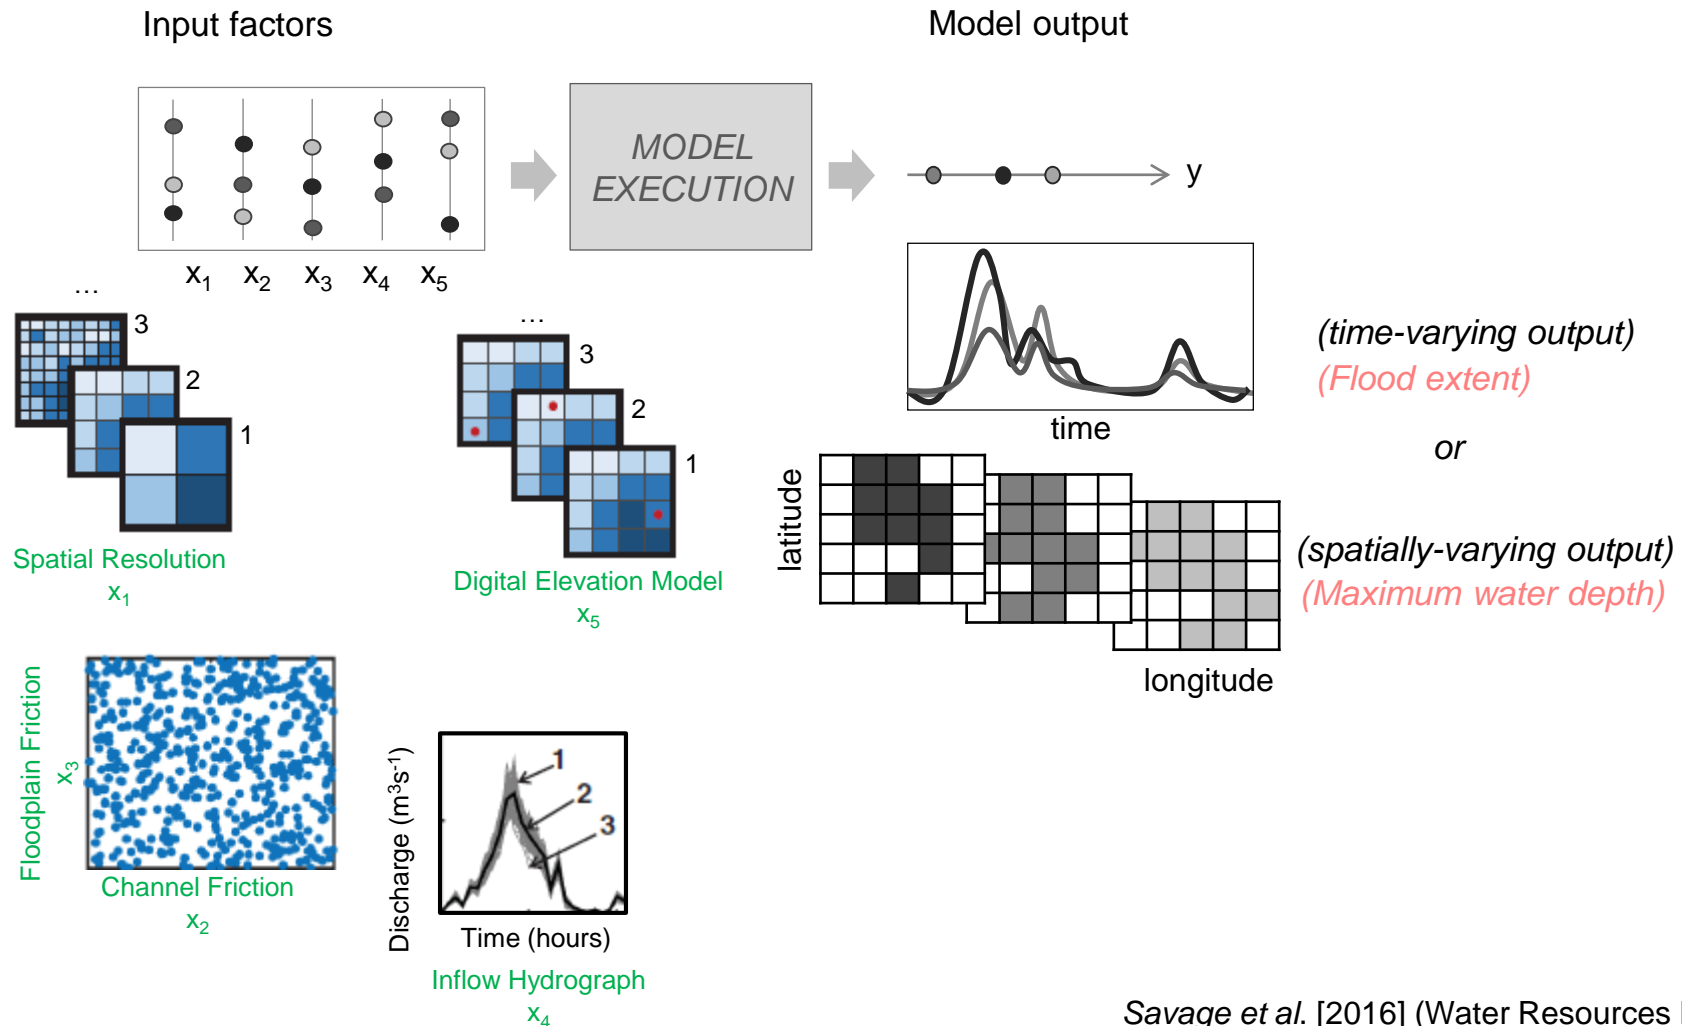 Input factors
Model output
MODEL
EXECUTION
y
x₁ x₂ x₃ x₄ x₅
...
3
2
1
Spatial Resolution
x₁
...
3
2
1
Digital Elevation Model
x₅
time
(time-varying output)
(Flood extent)
or
latitude
longitude
(spatially-varying output)
(Maximum water depth)
Floodplain Friction
x₃
Channel Friction
x₂
Discharge (m³s⁻¹)
1
2
3
Time (hours)
Inflow Hydrograph
x₄
Savage et al. [2016] (Water Resources